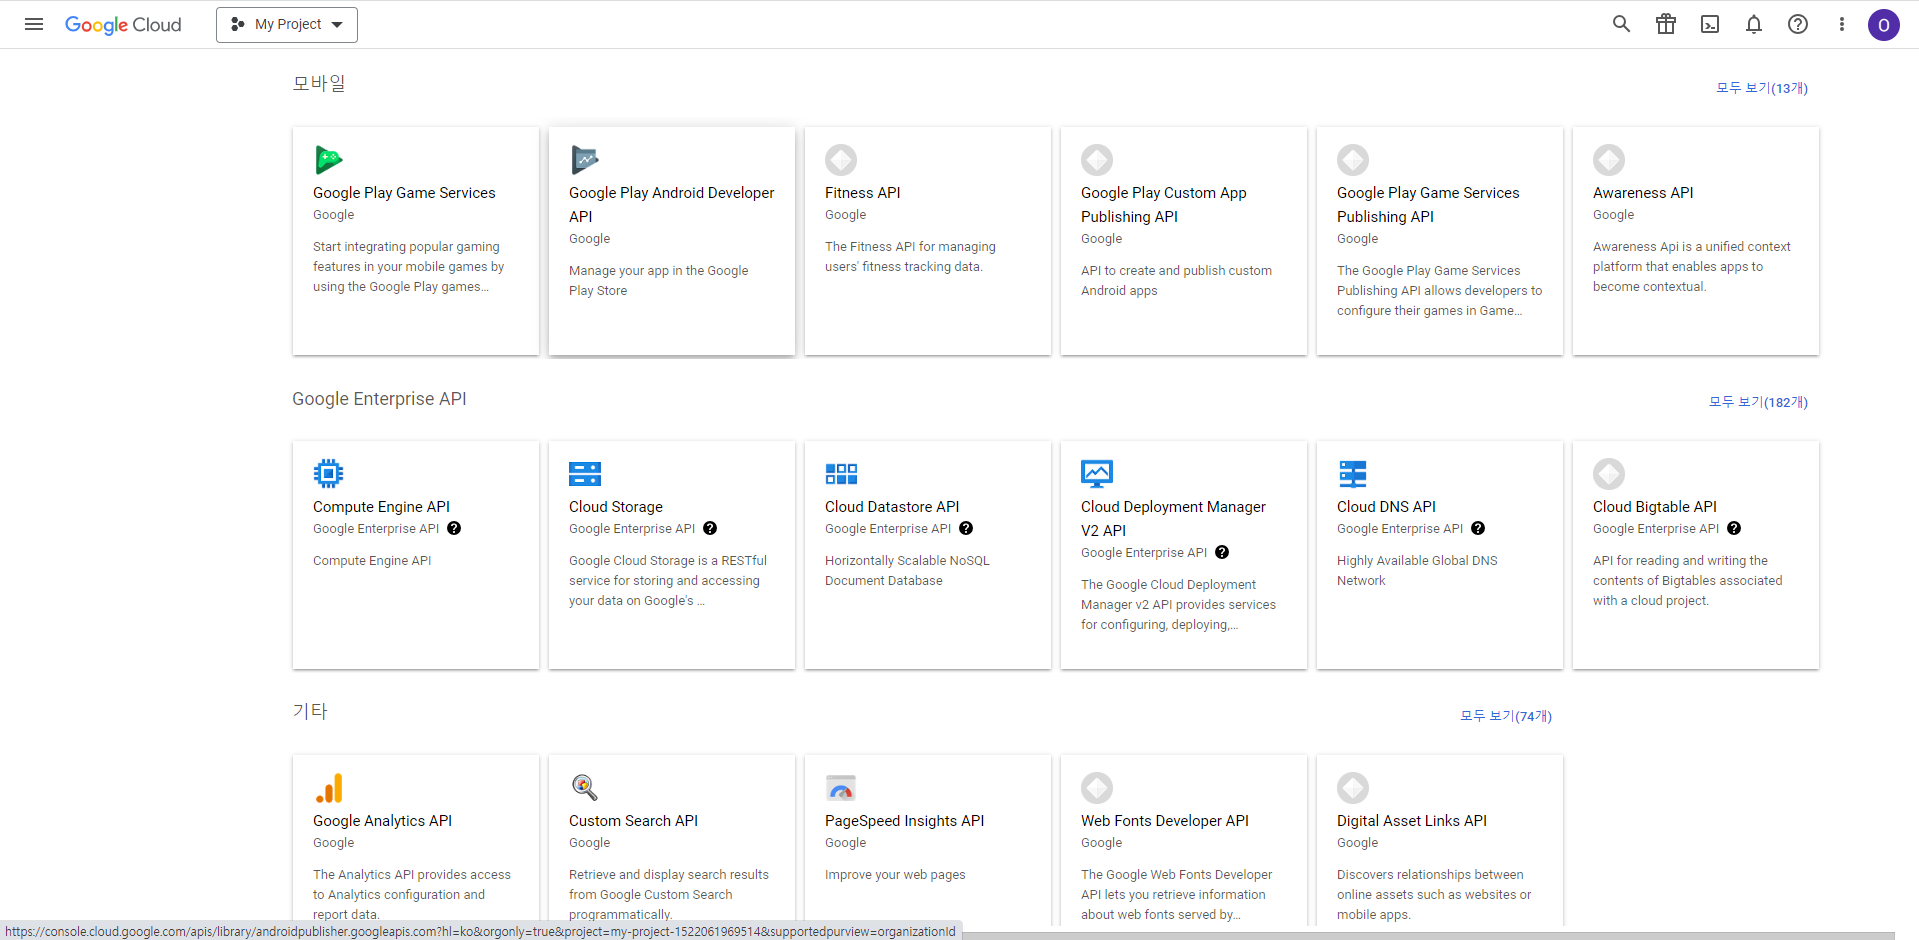 Google Cloud
My Project
O
모바일
모두 보기(13개)
Google Play Game Services
Google
Start integrating popular gaming
features in your mobile games by
using the Google Play games...
Google Play Android Developer
API
Google
Manage your app in the Google
Play Store
Fitness API
Google
The Fitness API for managing
users' fitness tracking data.
Google Play Custom App
Publishing API
Google
API to create and publish custom
Android apps
Google Play Game Services
Publishing API
Google
The Google Play Game Services
Publishing API allows developers to
configure their games in Game...
Awareness API
Google
Awareness Api is a unified context
platform that enables apps to
become contextual.
Google Enterprise API
모두 보기(182개)
Compute Engine API
Google Enterprise API
Compute Engine API
Cloud Storage
Google Enterprise API
Google Cloud Storage is a RESTful
service for storing and accessing
your data on Google's ...
Cloud Datastore API
Google Enterprise API
Horizontally Scalable NoSQL
Document Database
Cloud Deployment Manager
V2 API
Google Enterprise API
The Google Cloud Deployment
Manager v2 API provides services
for configuring, deploying,...
Cloud DNS API
Google Enterprise API
Highly Available Global DNS
Network
Cloud Bigtable API
Google Enterprise API
API for reading and writing the
contents of Bigtables associated
with a cloud project.
기타
모두 보기(74개)
Google Analytics API
Google
The Analytics API provides access
to Analytics configuration and
report data.
Custom Search API
Google
Retrieve and display search results
from Google Custom Search
programmatically.
PageSpeed Insights API
Google
Improve your web pages
Web Fonts Developer API
Google
The Google Web Fonts Developer
API lets you retrieve information
about web fonts served by...
Digital Asset Links API
Google
Discovers relationships between
online assets such as websites or
mobile apps.
https://console.cloud.google.com/apis/library/androidpublisher.googleapis.com?hl=ko&orgonly=true&project=my-project-1522061969514&supportedpurview=organizationId